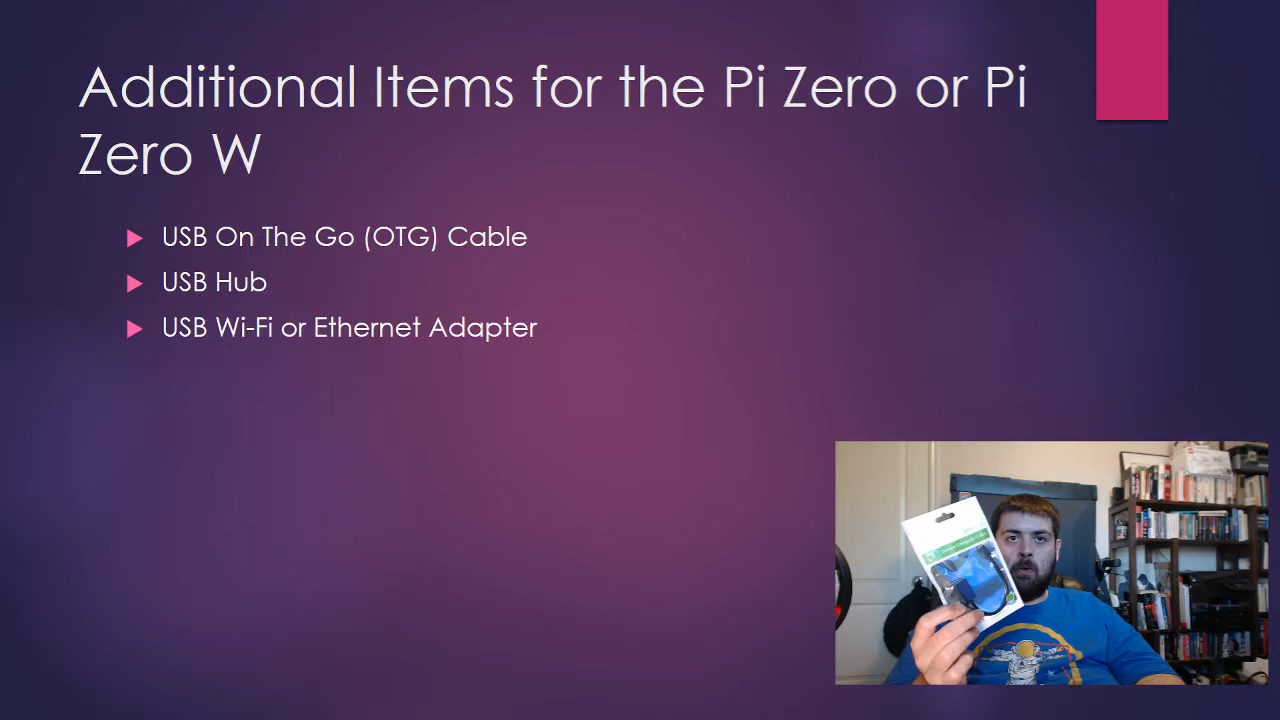 Additional Items for the Pi Zero or Pi
Zero W
USB On The Go (OTG) Cable
USB Hub
USB Wi-Fi or Ethernet Adapter